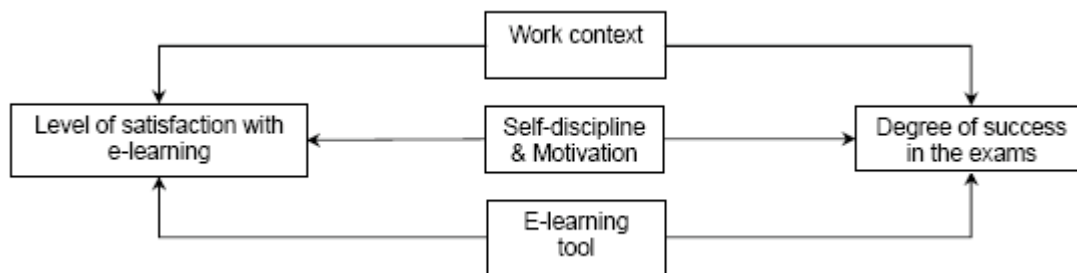 Work context
Level of satisfaction with
e-learning
Self-discipline
& Motivation
Degree of success
in the exams
E-learning
tool